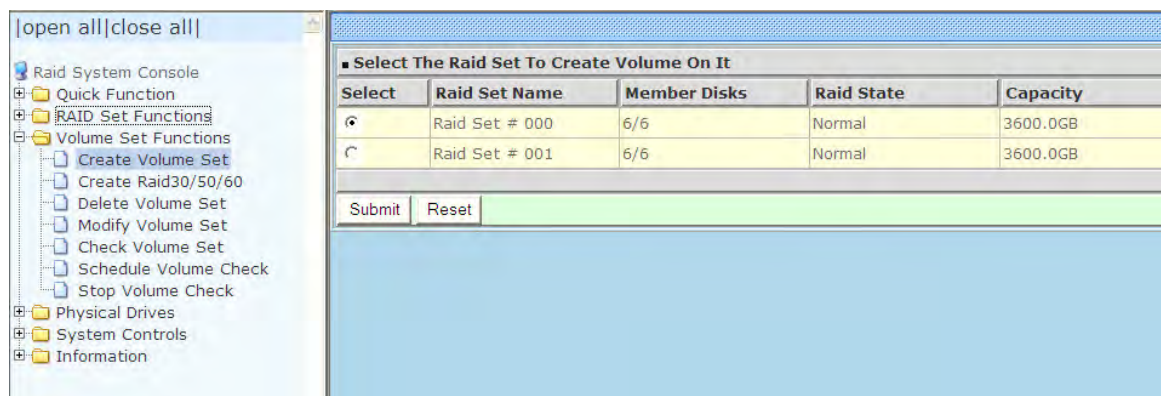 |open all|close all|
Raid System Console
Quick Function
RAID Set Functions
Volume Set Functions
Create Volume Set
Create Raid30/50/60
Delete Volume Set
Modify Volume Set
Check Volume Set
Schedule Volume Check
Stop Volume Check
Physical Drives
System Controls
Information
Select The Raid Set To Create Volume On It
Select Raid Set Name Member Disks Raid State Capacity
Raid Set # 000 6/6 Normal 3600.0GB
Raid Set # 001 6/6 Normal 3600.0GB
Submit Reset